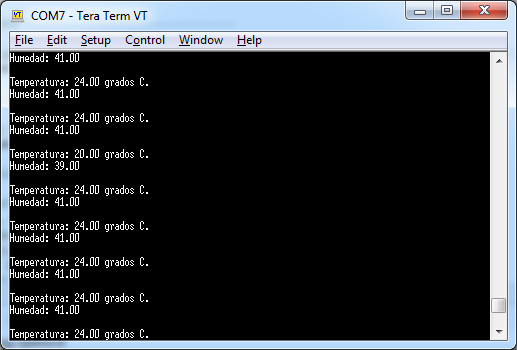 COM7 - Tera Term VT
File Edit Setup Control Window Help
Humedad: 41.00
Temperatura: 24.00 grados C.
Humedad: 41.00
Temperatura: 24.00 grados C.
Humedad: 41.00
Temperatura: 20.00 grados C.
Humedad: 39.00
Temperatura: 24.00 grados C.
Humedad: 41.00
Temperatura: 24.00 grados C.
Humedad: 41.00
Temperatura: 24.00 grados C.
Humedad: 41.00
Temperatura: 24.00 grados C.
Humedad: 41.00
Temperatura: 24.00 grados C.